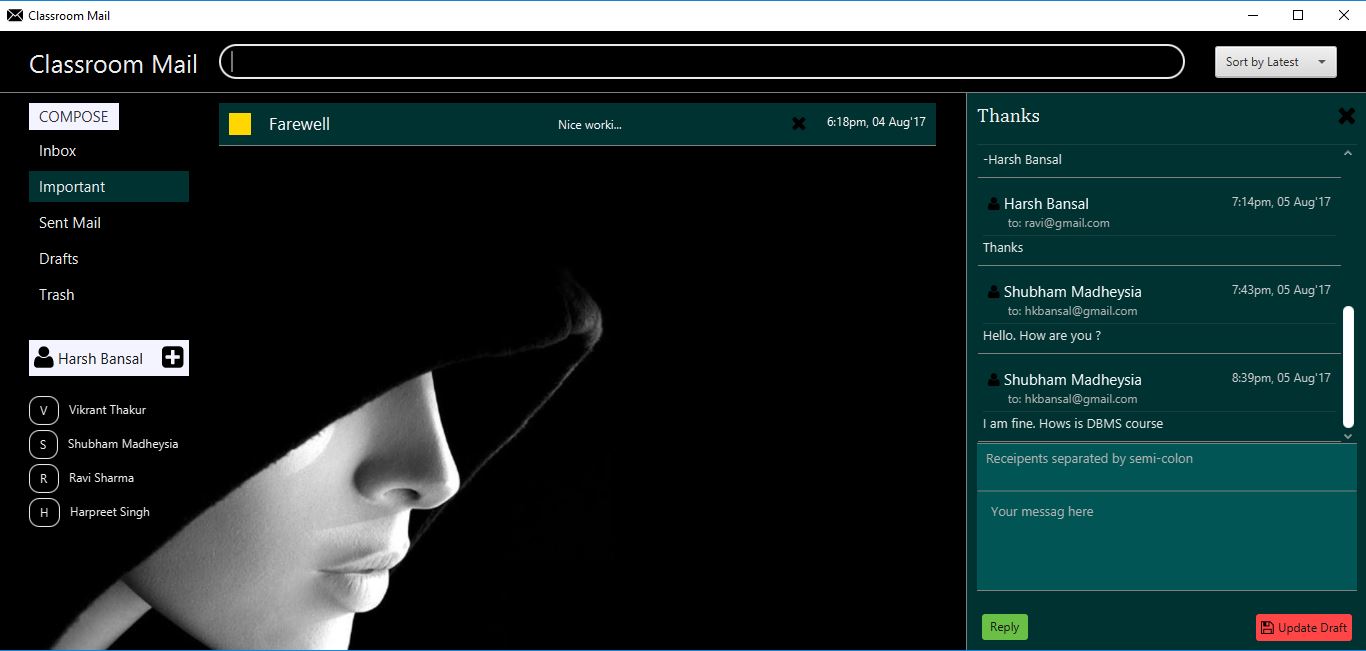 Classroom Mail
Classroom Mail
Sort by Latest
COMPOSE
Inbox
Important
Sent Mail
Drafts
Trash
Harsh Bansal
V Vikrant Thakur
S Shubham Madheysia
R Ravi Sharma
H Harpreet Singh
Farewell Nice worki... 6:18pm, 04 Aug'17
Thanks
-Harsh Bansal
Harsh Bansal 7:14pm, 05 Aug'17
to: ravi@gmail.com
Thanks
Shubham Madheysia 7:43pm, 05 Aug'17
to: hkbansal@gmail.com
Hello. How are you ?
Shubham Madheysia 8:39pm, 05 Aug'17
to: hkbansal@gmail.com
I am fine. Hows is DBMS course
Receipents separated by semi-colon
Your messag here
Reply Update Draft